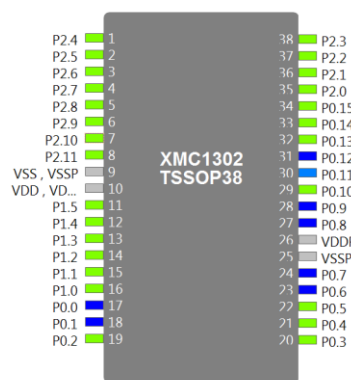 P2.4 1 38 P2.3
P2.5 2 37 P2.2
P2.6 3 36 P2.1
P2.7 4 35 P2.0
P2.8 5 34 P0.15
P2.9 6 33 P0.14
P2.10 7 32 P0.13
P2.11 8 31 P0.12
VSS , VSSP 9 30 P0.11
VDD , VD... 10 29 P0.10
P1.5 11 28 P0.9
P1.4 12 27 P0.8
P1.3 13 26 VDDP
P1.2 14 25 VSSP
P1.1 15 24 P0.7
P1.0 16 23 P0.6
P0.0 17 22 P0.5
P0.1 18 21 P0.4
P0.2 19 20 P0.3
XMC1302
TSSOP38